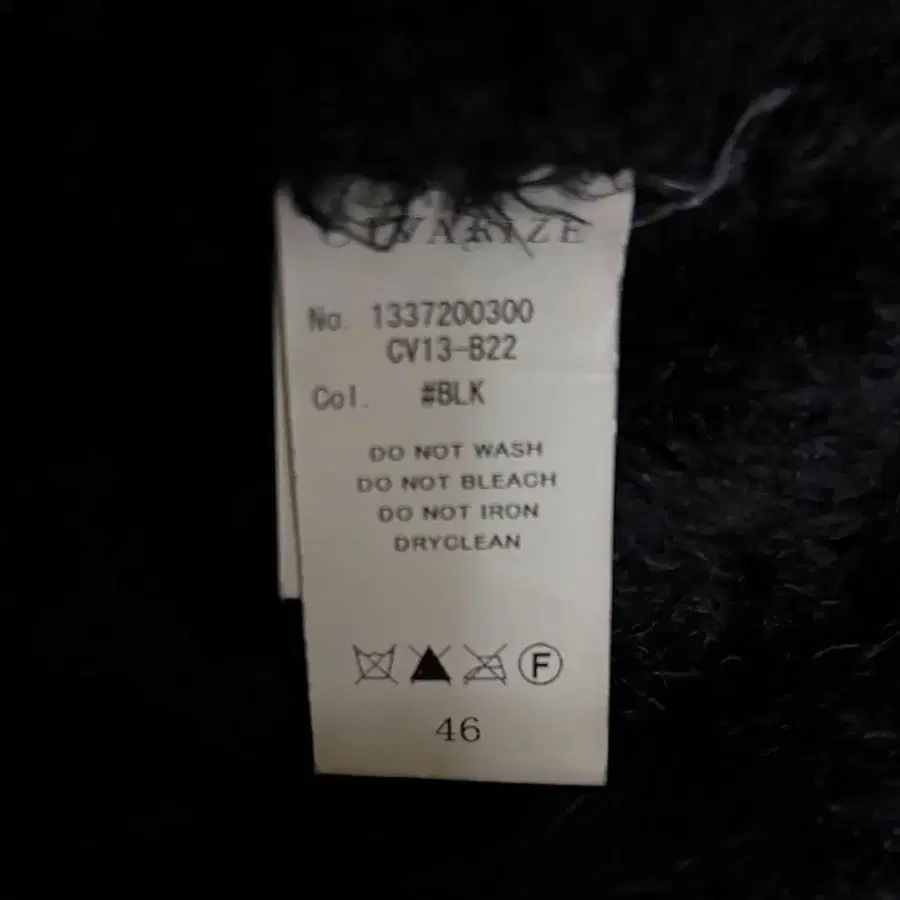 No. 1337200300
CV13-B22
Col. #BLK
DO NOT WASH
DO NOT BLEACH
DO NOT IRON
DRYCLEAN
F
46